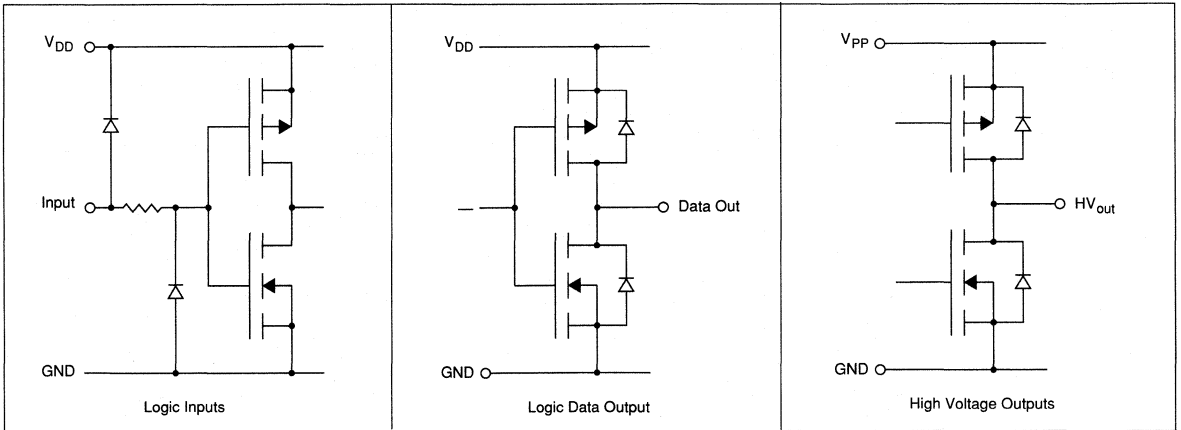 V_DD
Input
GND
Logic Inputs
V_DD
Data Out
GND
Logic Data Output
V_PP
HV_out
GND
High Voltage Outputs